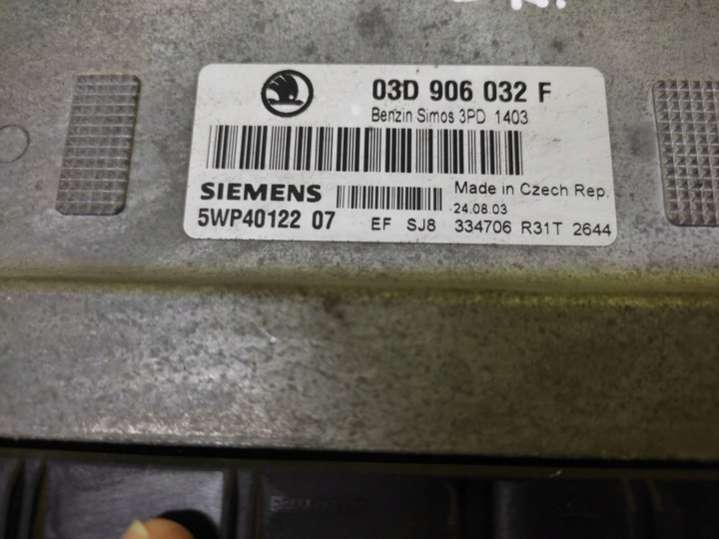 03D 906 032 F
Benzin Simos 3PD 1403
SIEMENS
Made in Czech Rep.
24.08.03
5WP40122 07 EF SJ8 334706 R31T 2644